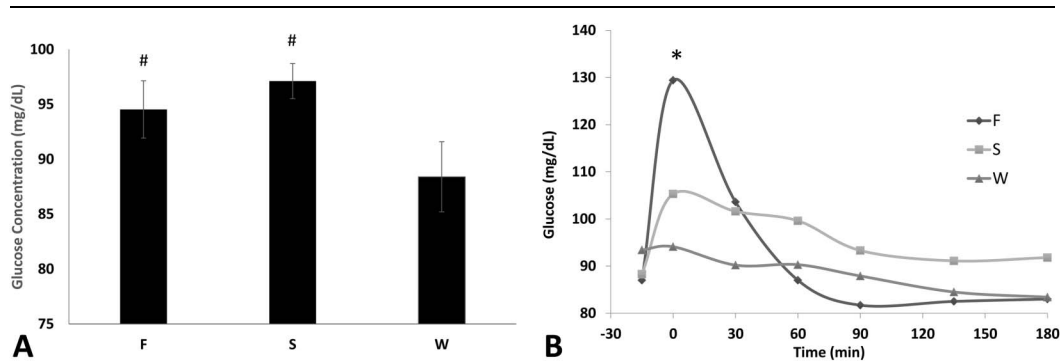 Glucose Concentration (mg/dL)
100
95
90
85
80
75
#
#
F
S
W
A
Glucose (mg/dL)
140
130
120
110
100
90
80
*
F
S
W
-30
0
30
60
90
120
150
180
Time (min)
B